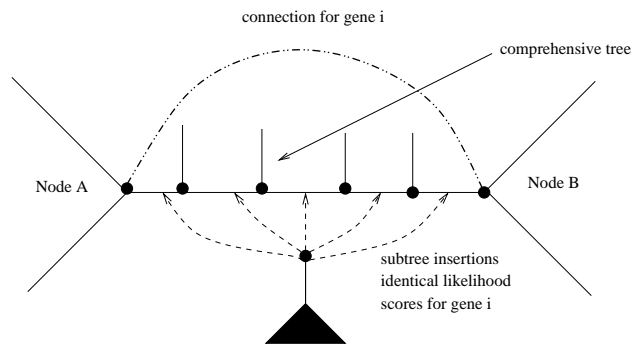 connection for gene i
comprehensive tree
Node A
Node B
subtree insertions
identical likelihood
scores for gene i